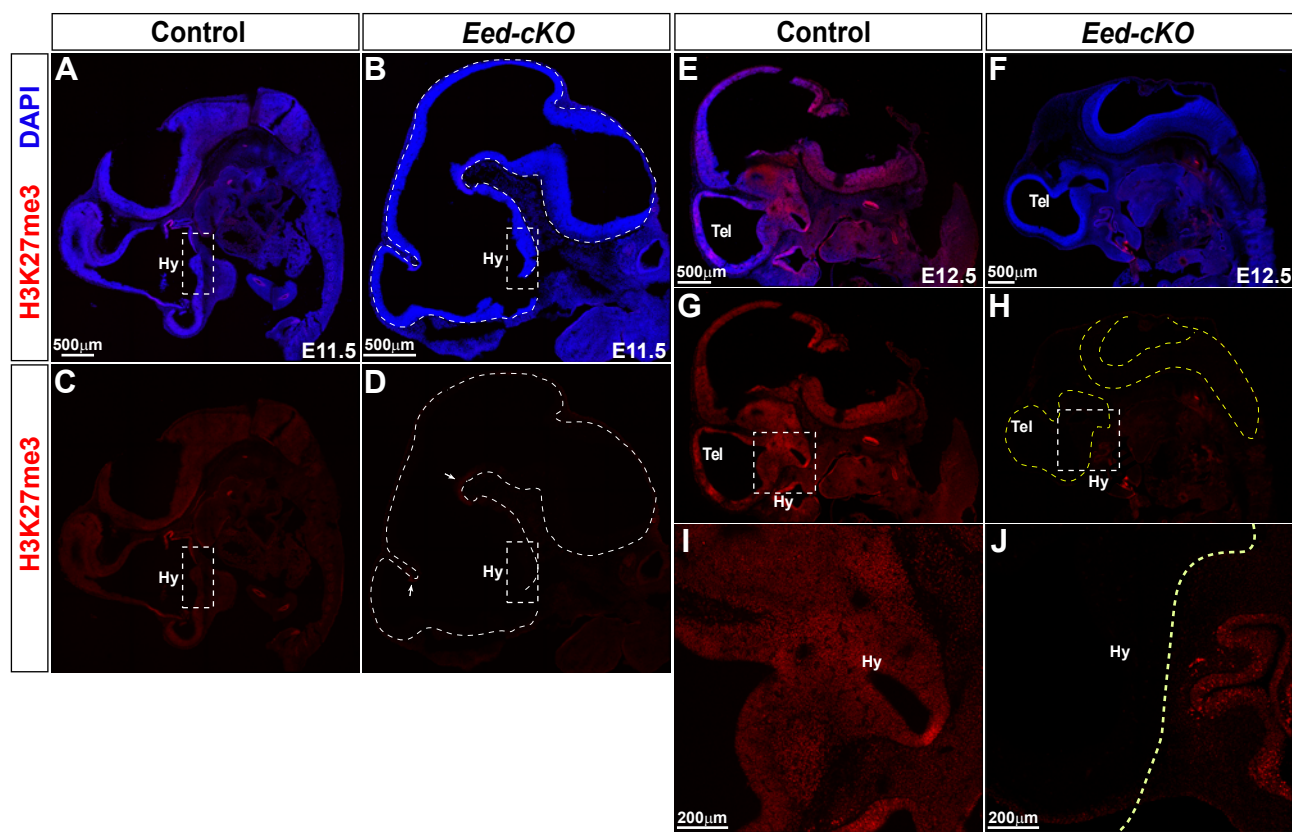 Control
Eed-cKO
Control
Eed-cKO
H3K27me3 DAPI
H3K27me3
A
Hy
500μm
E11.5
B
Hy
500μm
E11.5
C
Hy
D
Hy
E
Tel
500μm
E12.5
F
Tel
500μm
E12.5
G
Tel
Hy
H
Tel
Hy
I
Hy
200μm
J
Hy
200μm